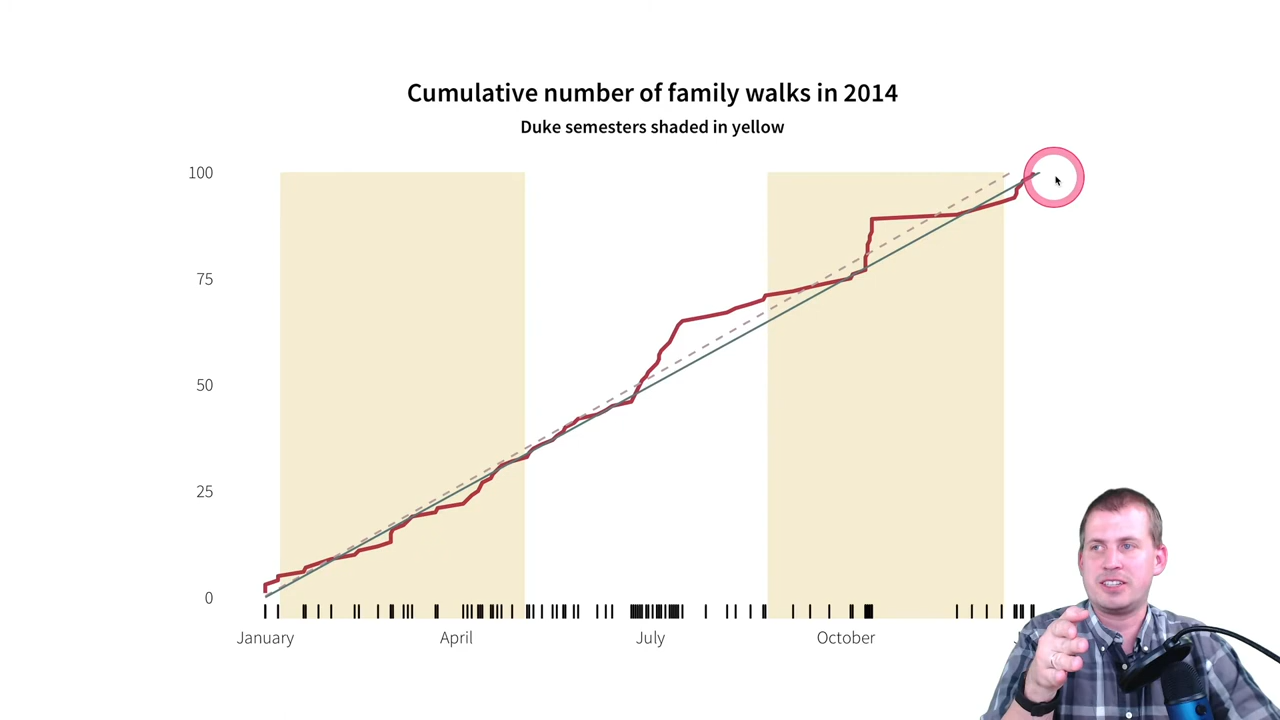 Cumulative number of family walks in 2014
Duke semesters shaded in yellow
100
75
50
25
0
January April July October